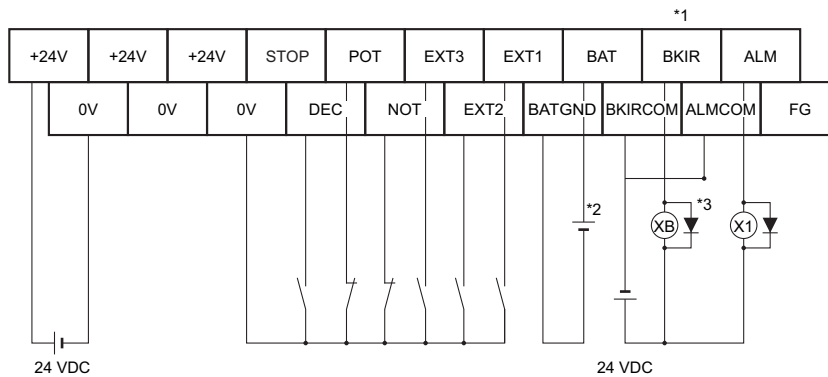 *1
+24V +24V +24V STOP POT EXT3 EXT1 BAT BKIR ALM
0V 0V 0V DEC NOT EXT2 BATGND BKIRCOM ALMCOM FG
*2 *3
XB X1
24 VDC 24 VDC